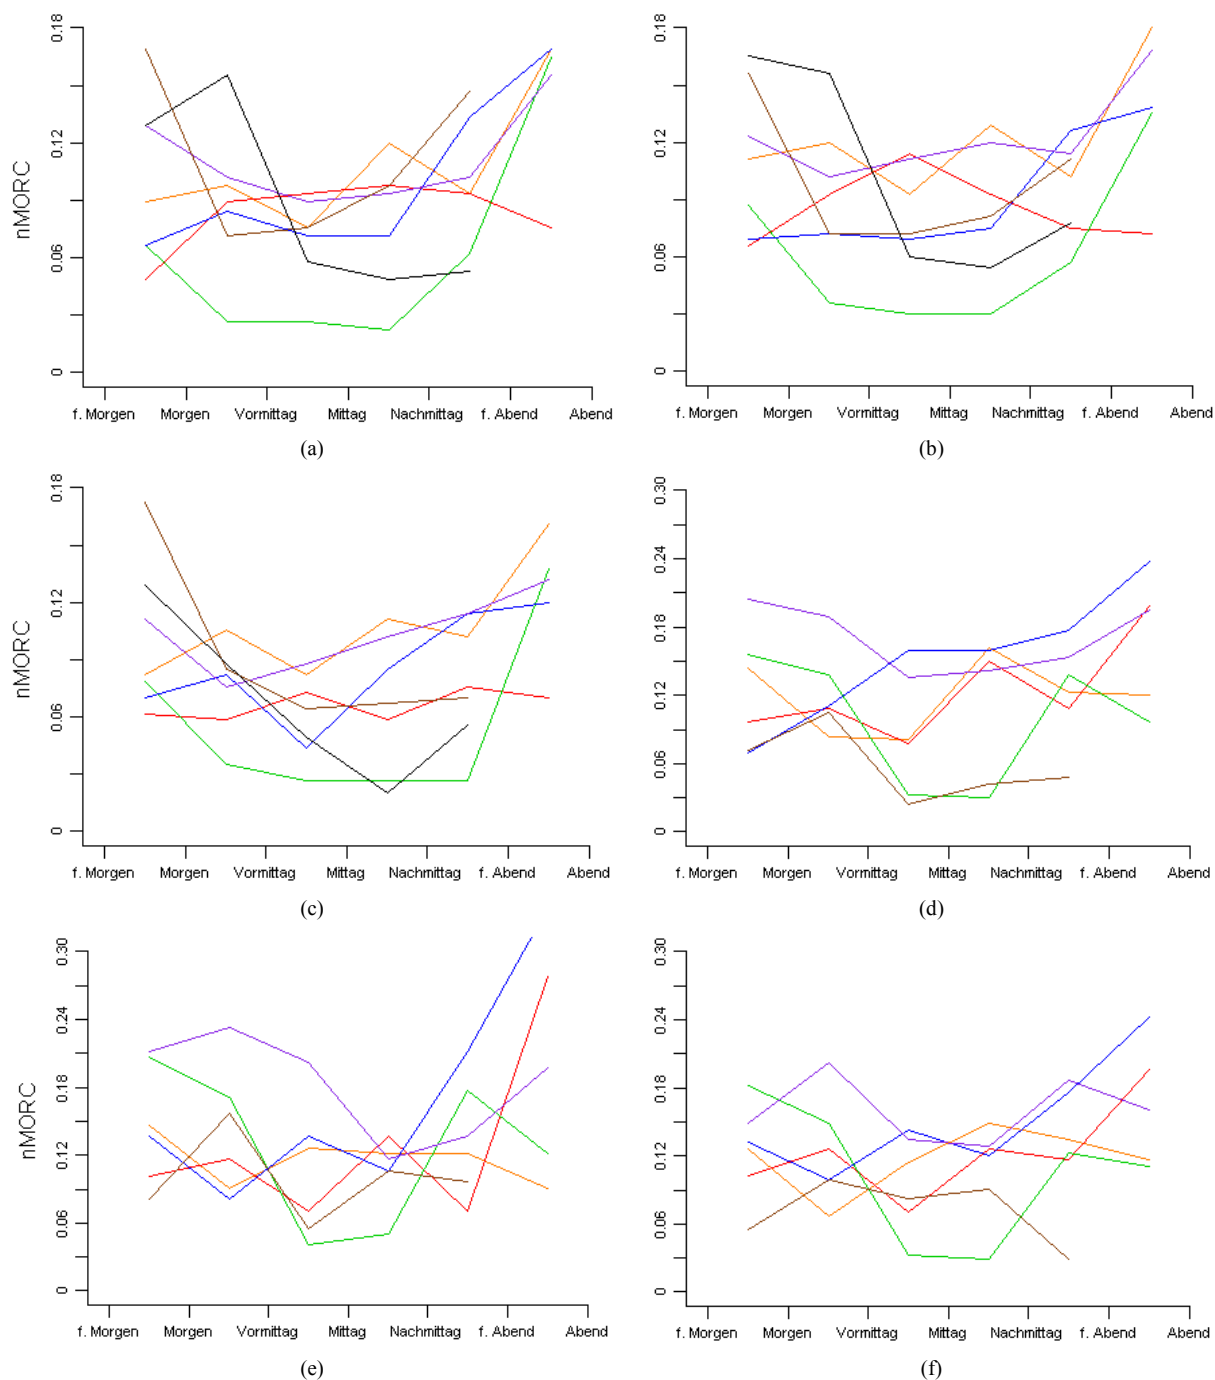 0.18
0.12
0.06
0
nMORC
f. Morgen Morgen Vormittag Mittag Nachmittag f. Abend Abend
(a)
0.18
0.12
0.06
0
f. Morgen Morgen Vormittag Mittag Nachmittag f. Abend Abend
(b)
0.18
0.12
0.06
0
nMORC
f. Morgen Morgen Vormittag Mittag Nachmittag f. Abend Abend
(c)
0.30
0.24
0.18
0.12
0.06
0
f. Morgen Morgen Vormittag Mittag Nachmittag f. Abend Abend
(d)
0.30
0.24
0.18
0.12
0.06
0
nMORC
f. Morgen Morgen Vormittag Mittag Nachmittag f. Abend Abend
(e)
0.30
0.24
0.18
0.12
0.06
0
f. Morgen Morgen Vormittag Mittag Nachmittag f. Abend Abend
(f)